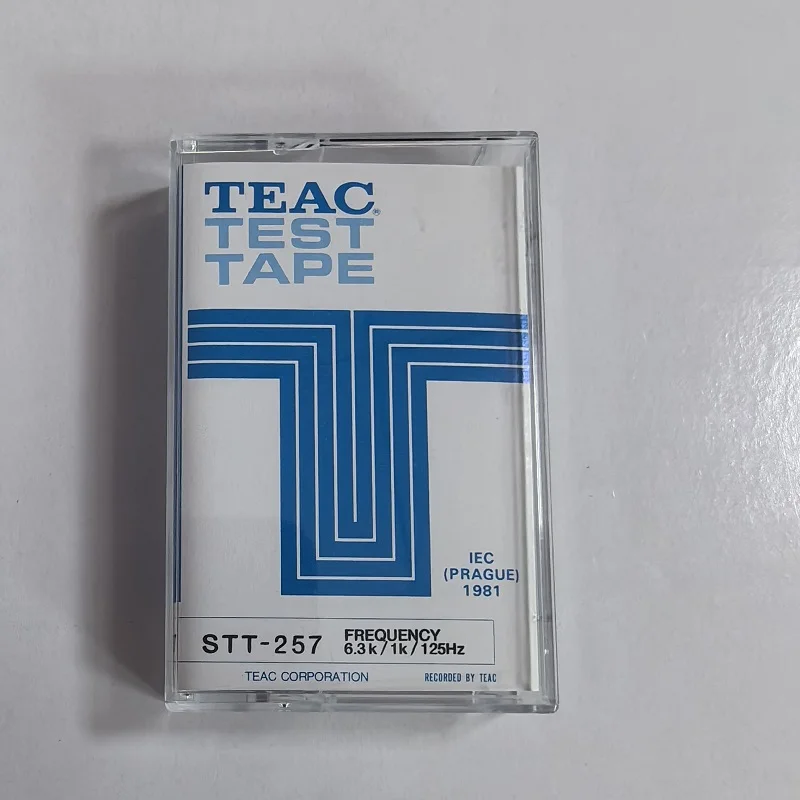 TEAC®
TEST
TAPE
IEC
(PRAGUE)
1981
STT-257
FREQUENCY
6.3k/1k/125Hz
TEAC CORPORATION
RECORDED BY TEAC